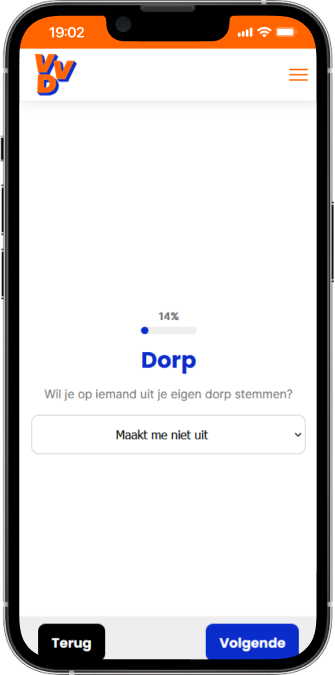 19:02
VVD
14%
Dorp
Wil je op iemand uit je eigen dorp stemmen?
Maakt me niet uit
Terug
Volgende